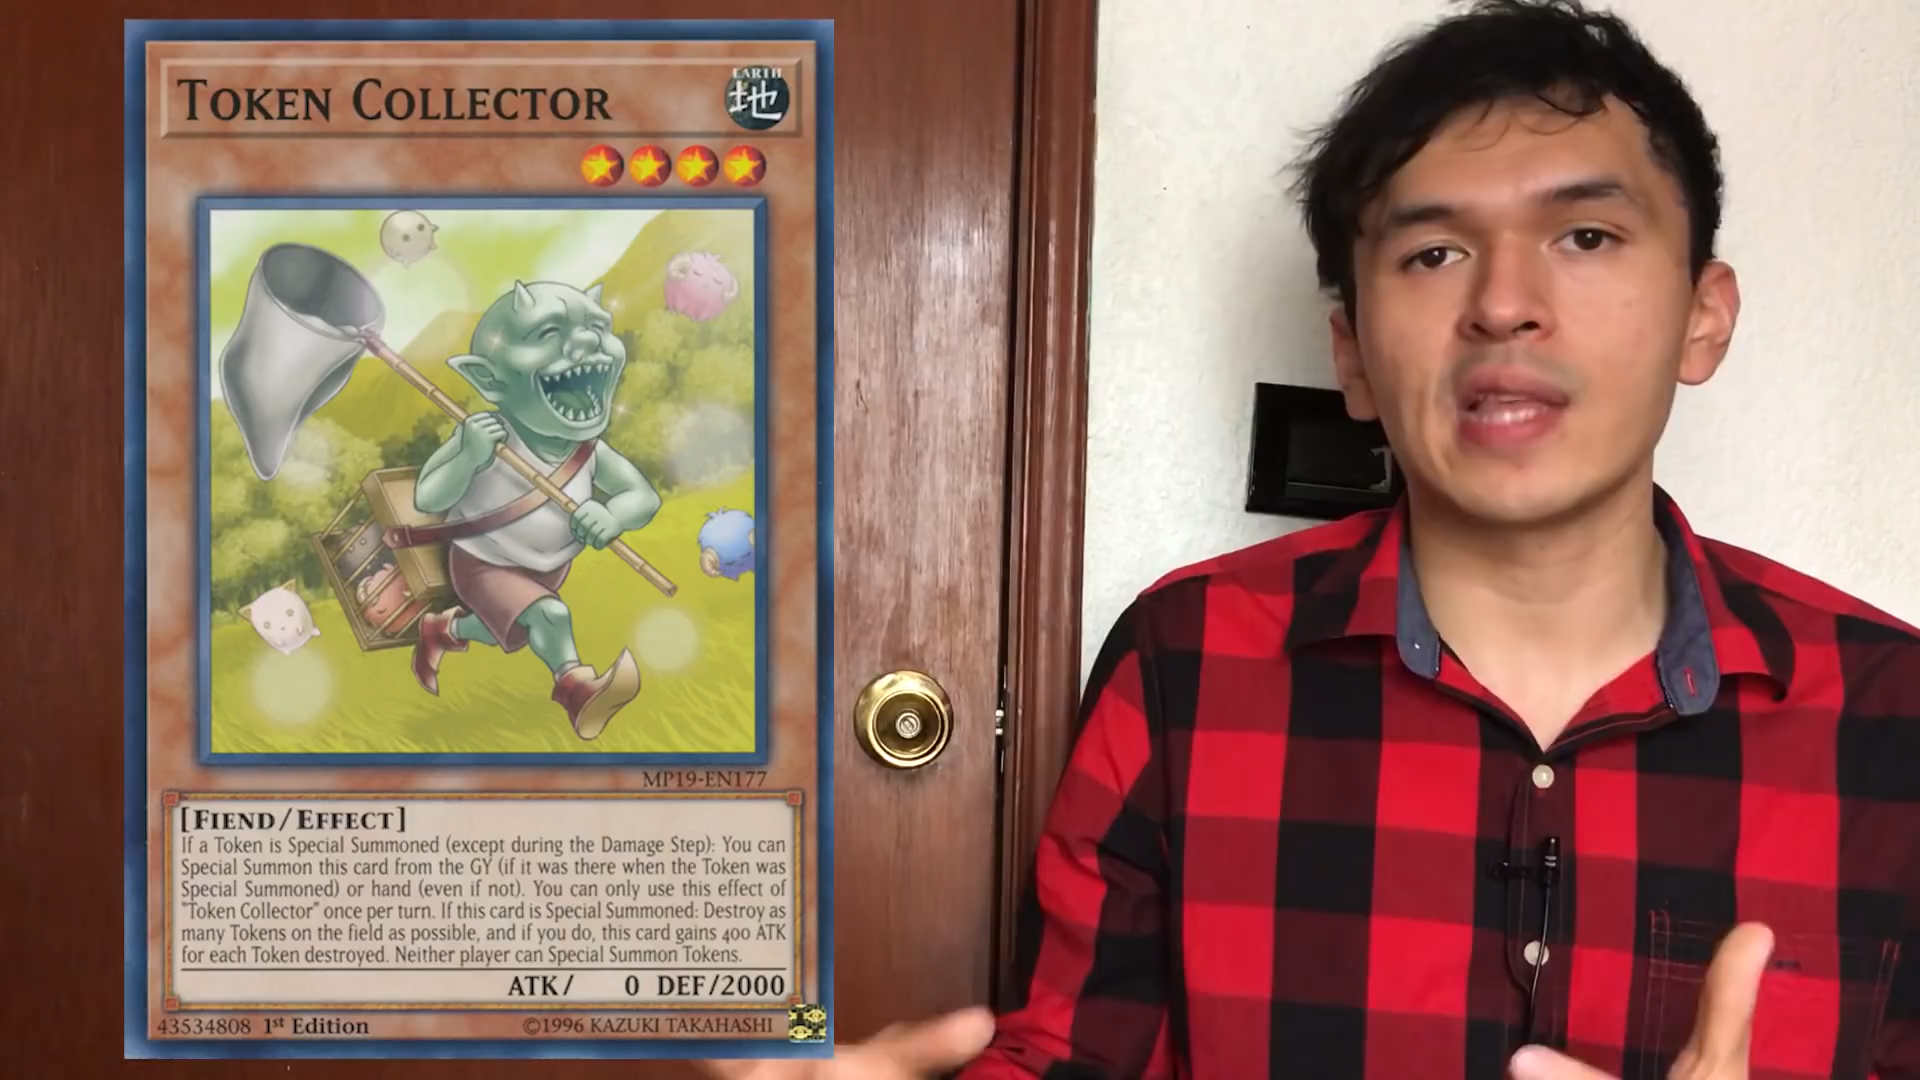 TOKEN COLLECTOR
EARTH
地
MP19-EN177
[FIEND/EFFECT]
If a Token is Special Summoned (except during the Damage Step): You can
Special Summon this card from the GY (if it was there when the Token was
Special Summoned) or hand (even if not). You can only use this effect of
"Token Collector" once per turn. If this card is Special Summoned: Destroy as
many Tokens on the field as possible, and if you do, this card gains 400 ATK
for each Token destroyed. Neither player can Special Summon Tokens.
ATK/ 0 DEF/2000
43534808 1st Edition
©1996 KAZUKI TAKAHASHI